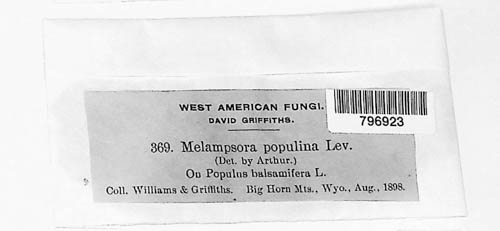 WEST AMERICAN FUNGI.
DAVID GRIFFITHS.
796923
369. Melampsora populina Lev.
(Det. by Arthur.)
On Populus balsamifera L.
Coll. Williams & Griffiths. Big Horn Mts., Wyo., Aug., 1898.